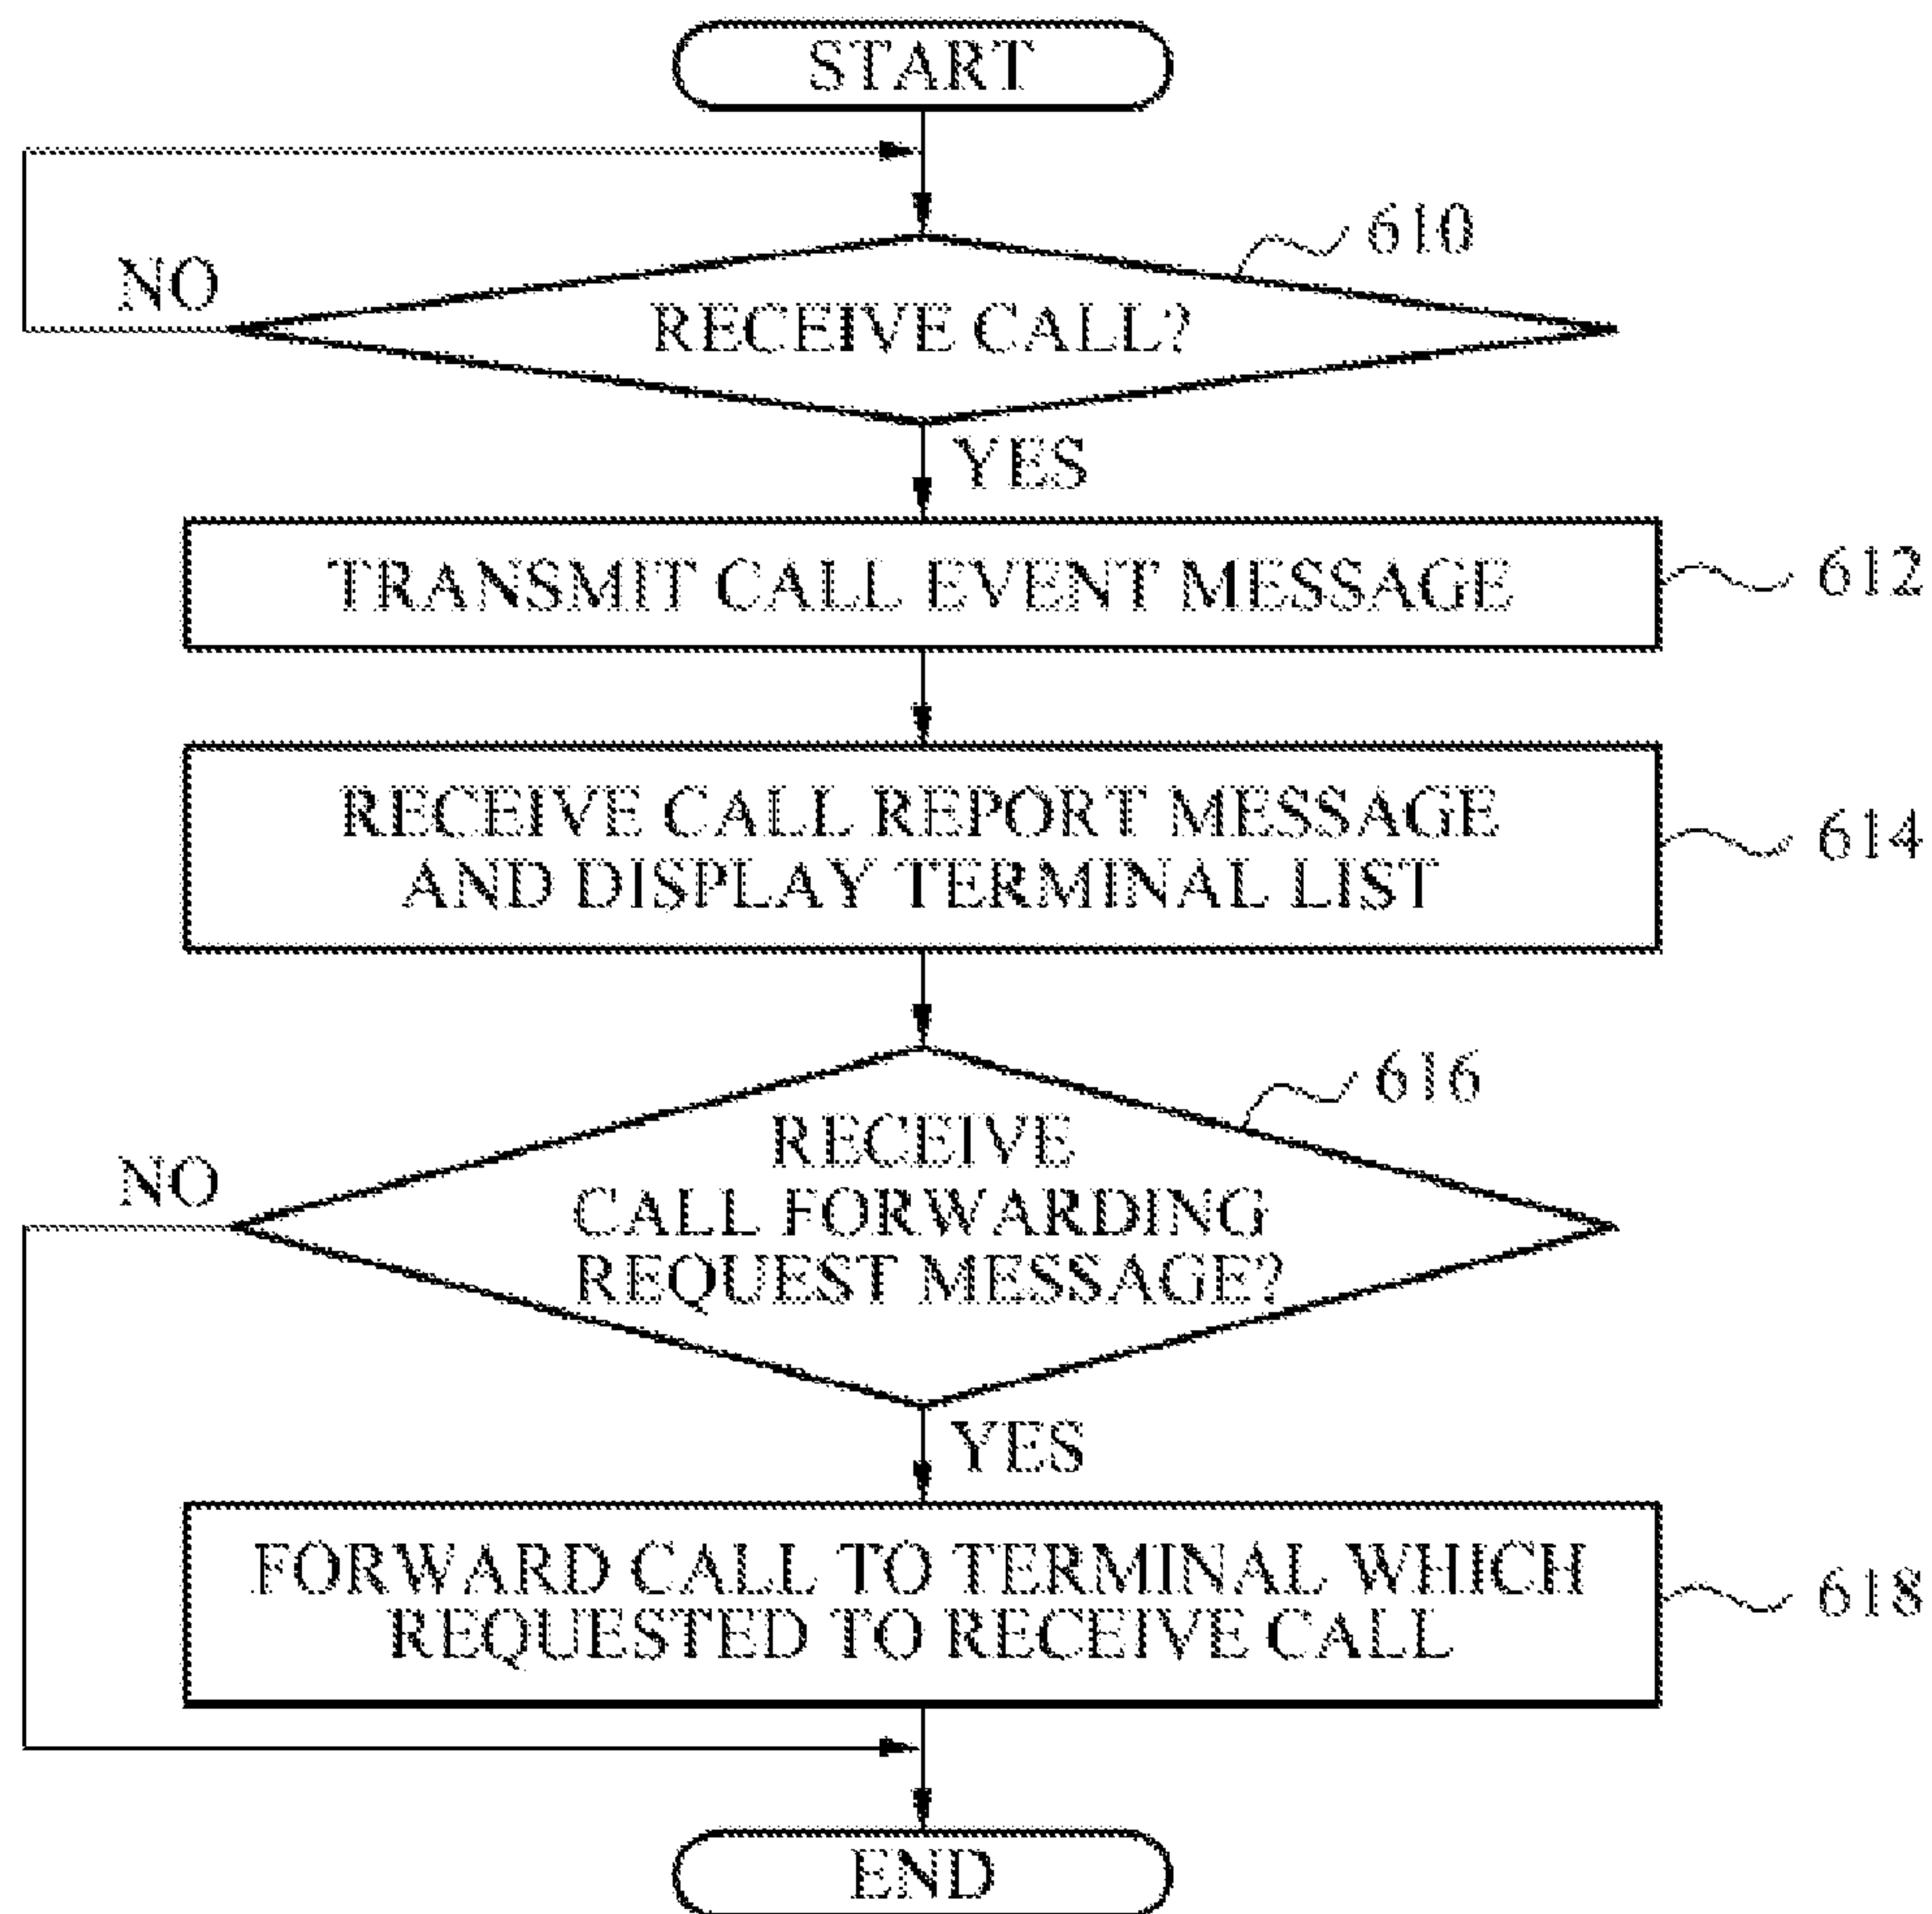 START
610
NO
RECEIVE CALL?
YES
TRANSMIT CALL EVENT MESSAGE
612
RECEIVE CALL REPORT MESSAGE
AND DISPLAY TERMINAL LIST
614
616
NO
RECEIVE
CALL FORWARDING
REQUEST MESSAGE?
YES
FORWARD CALL TO TERMINAL WHICH
REQUESTED TO RECEIVE CALL
618
END